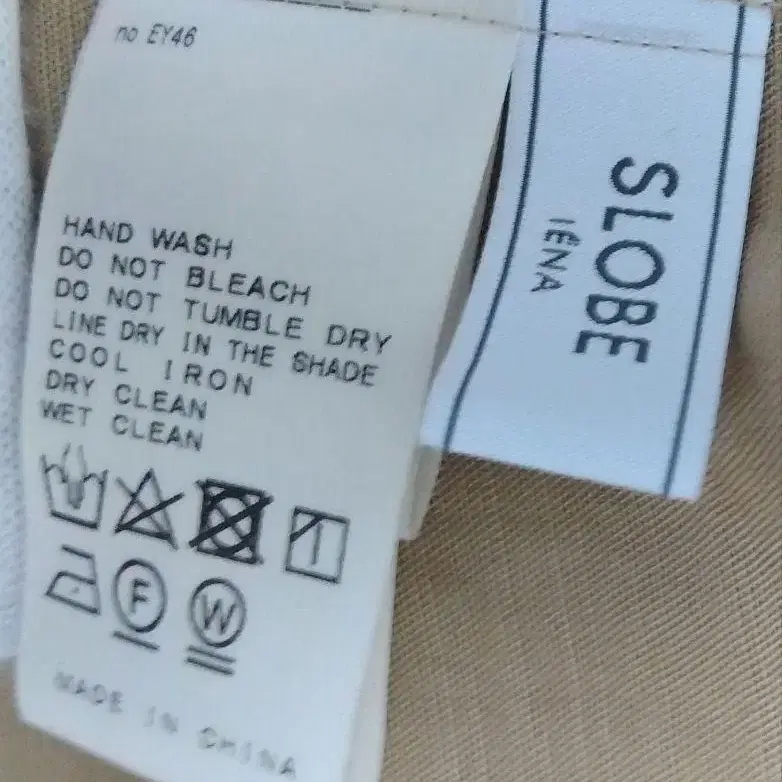 no EY46
HAND WASH
DO NOT BLEACH
DO NOT TUMBLE DRY
LINE DRY IN THE SHADE
COOL IRON
DRY CLEAN
WET CLEAN
F
W
MADE IN CHINA
SLOBE
IÉNA